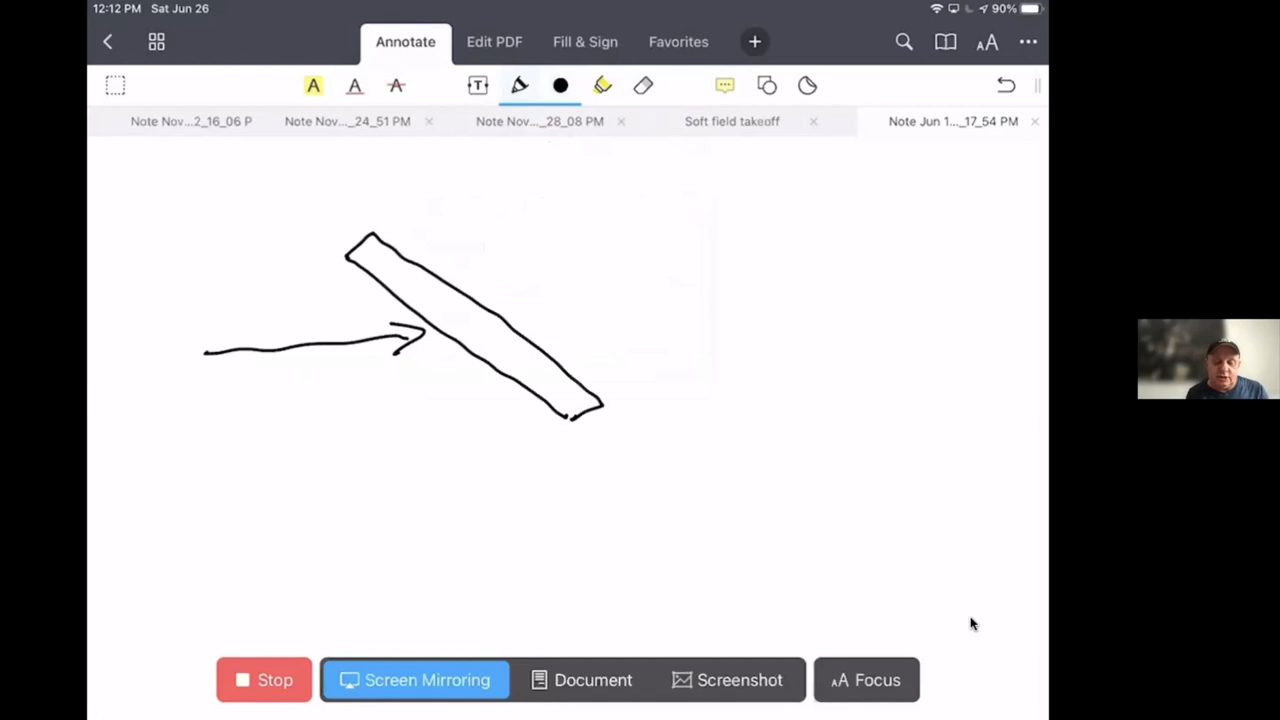 12:12 PM Sat Jun 26 90%
Annotate Edit PDF Fill & Sign Favorites
A A A T
Note Nov...2_16_06 P Note Nov..._24_51 PM Note Nov..._28_08 PM Soft field takeoff Note Jun 1..._17_54 PM
Stop Screen Mirroring Document Screenshot AA Focus